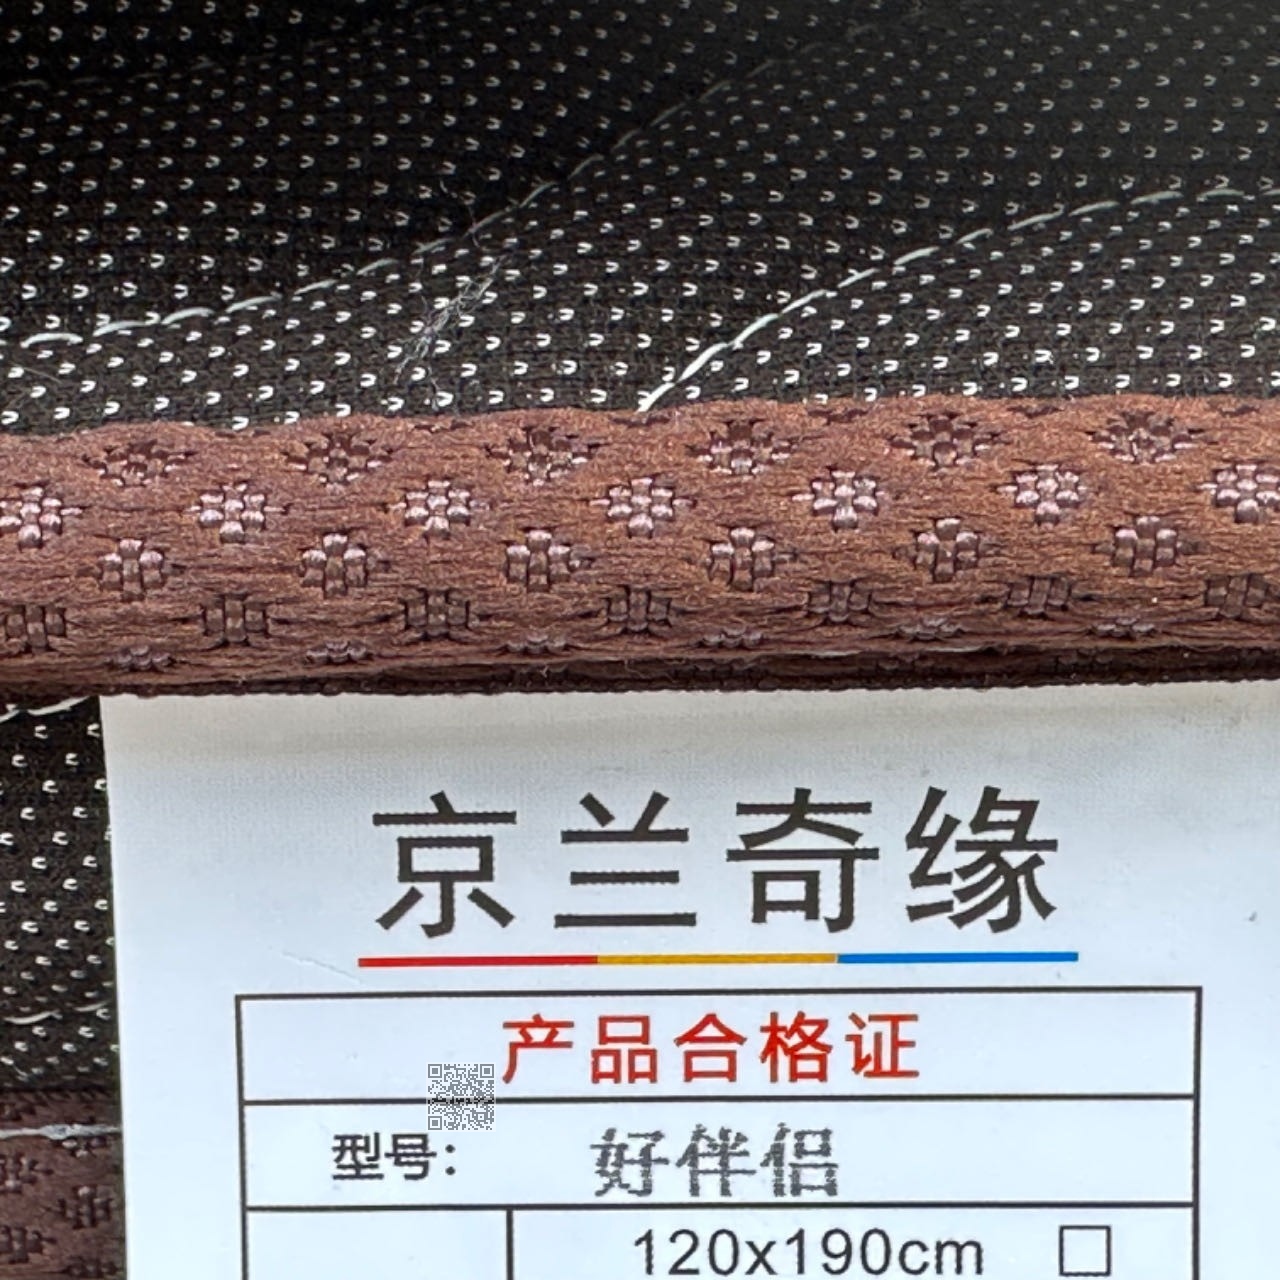 京兰奇缘
产品合格证
型号： 好伴侣
120x190cm □